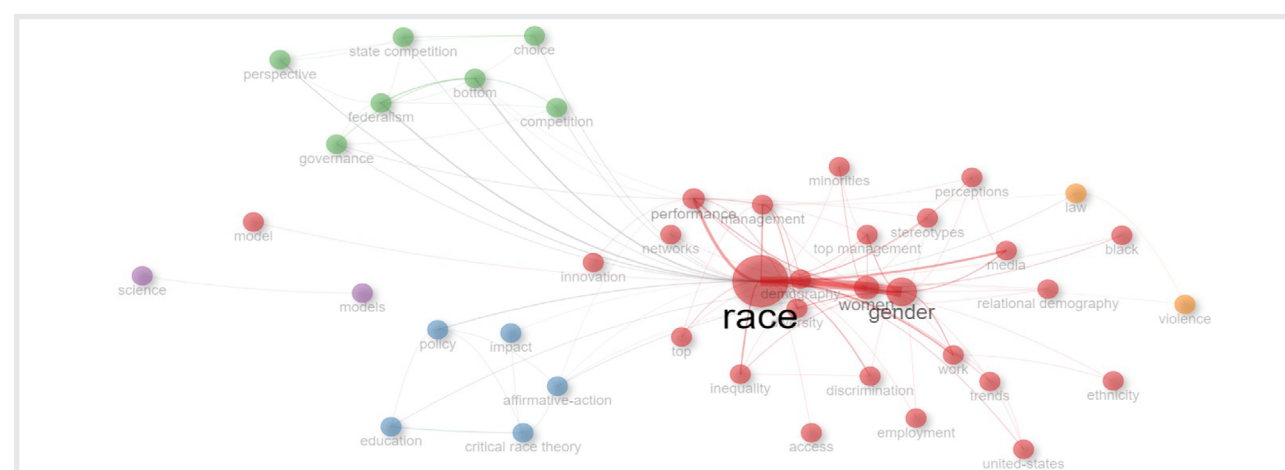 choice
state competition
perspective
bottom
federalism
competition
governance
minorities
perceptions
law
performance
management
stereotypes
model
networks
top management
black
media
innovation
science
models
demography
women
relational demography
gender
race
violence
policy
impact
top
work
inequality
discrimination
trends
ethnicity
affirmative-action
education
critical race theory
access
employment
united-states